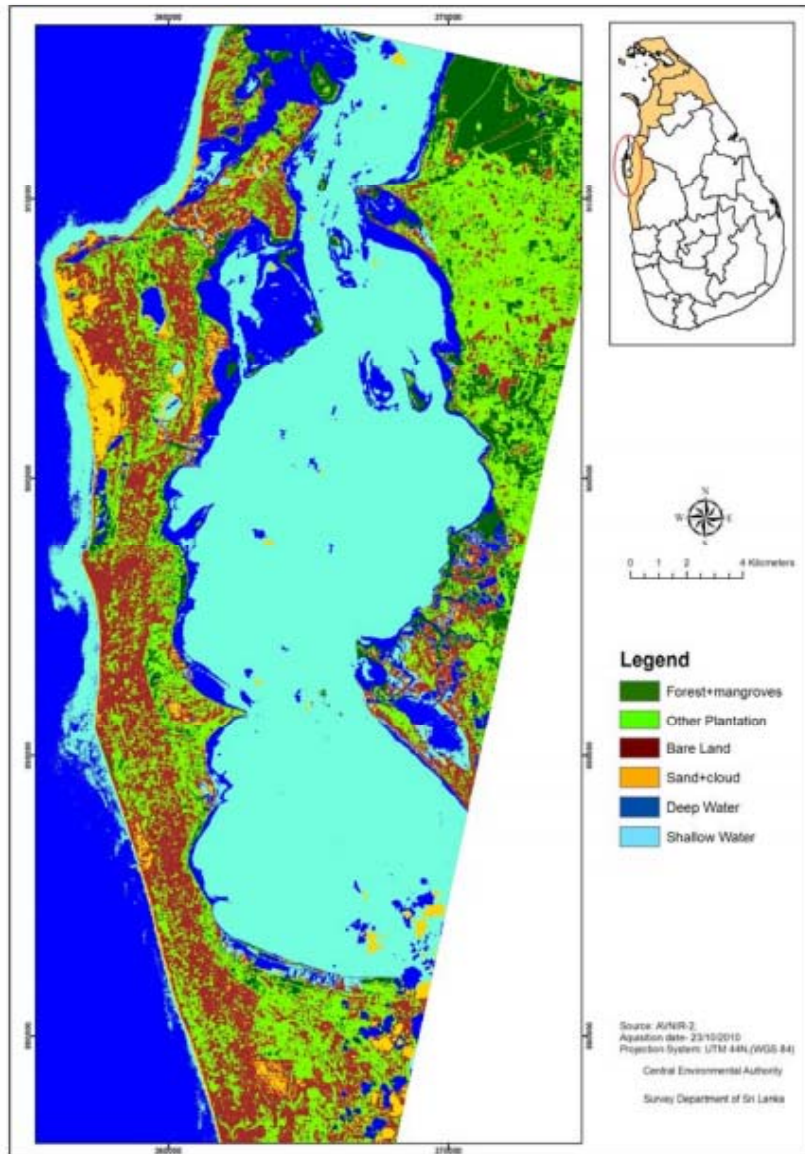 N
W E
S
0 1 2 4 Kilometers
Legend
Forest+mangroves
Other Plantation
Bare Land
Sand+cloud
Deep Water
Shallow Water
Source: AVNIR-2,
Aquisition date- 23/10/2010
Projection System: UTM 44N,(WGS 84)
Central Environmental Authority
Survey Department of Sri Lanka